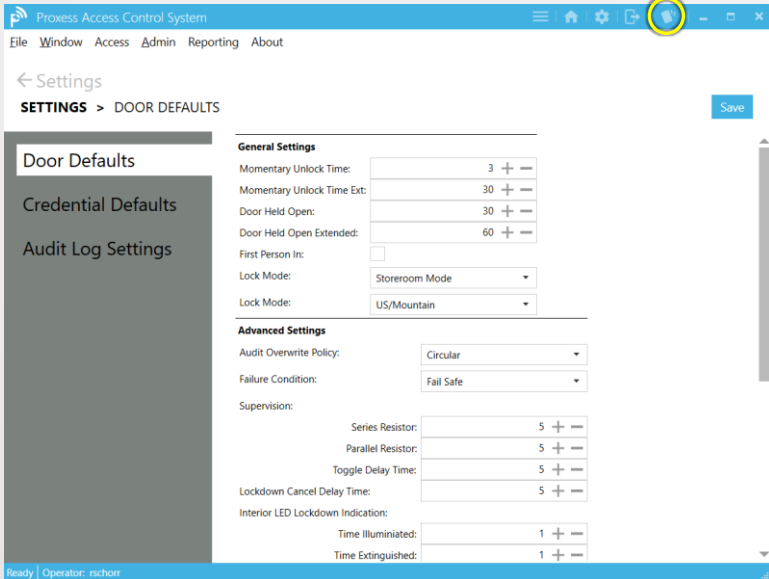 Proxess Access Control System
File Window Access Admin Reporting About
Settings
SETTINGS > DOOR DEFAULTS
Save
Door Defaults
Credential Defaults
Audit Log Settings
General Settings
Momentary Unlock Time: 3
Momentary Unlock Time Ext: 30
Door Held Open: 30
Door Held Open Extended: 60
First Person In:
Lock Mode: Storeroom Mode
Lock Mode: US/Mountain
Advanced Settings
Audit Overwrite Policy: Circular
Failure Condition: Fail Safe
Supervision:
Series Resistor: 5
Parallel Resistor: 5
Toggle Delay Time: 5
Lockdown Cancel Delay Time: 5
Interior LED Lockdown Indication:
Time Illuminiated: 1
Time Extinguished: 1
Ready Operator: rschorr